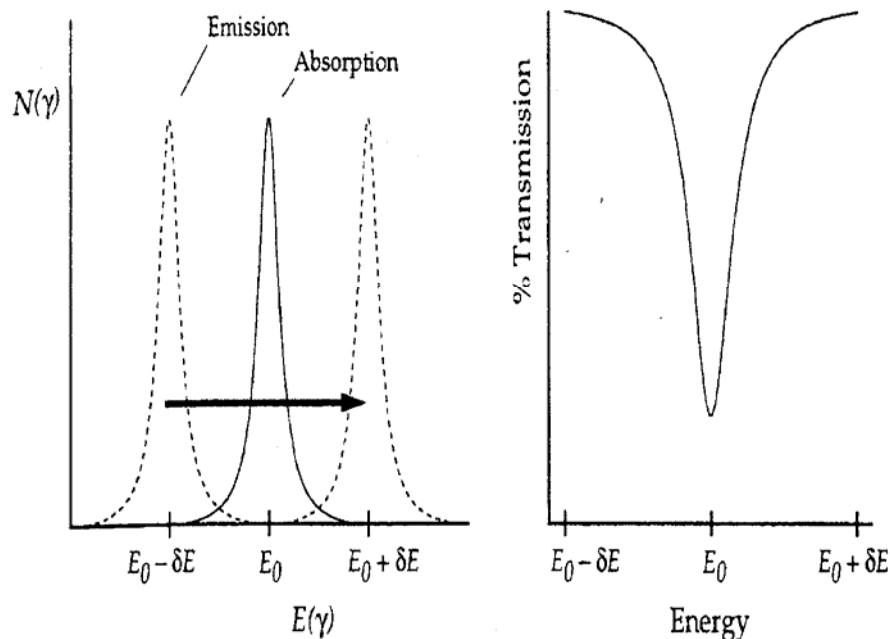 Emission
Absorption
N(γ)
E₀ – δE
E₀
E₀ + δE
E(γ)
% Transmission
E₀ – δE
E₀
E₀ + δE
Energy